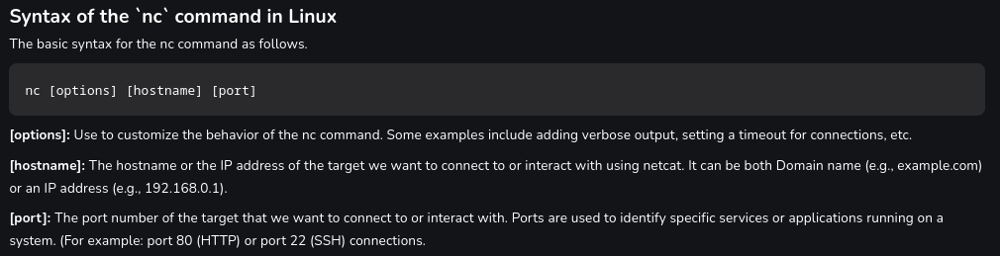 Syntax of the `nc` command in Linux
The basic syntax for the nc command as follows.
nc [options] [hostname] [port]
[options]: Use to customize the behavior of the nc command. Some examples include adding verbose output, setting a timeout for connections, etc.
[hostname]: The hostname or the IP address of the target we want to connect to or interact with using netcat. It can be both Domain name (e.g., example.com)
or an IP address (e.g., 192.168.0.1).
[port]: The port number of the target that we want to connect to or interact with. Ports are used to identify specific services or applications running on a
system. (For example: port 80 (HTTP) or port 22 (SSH) connections.